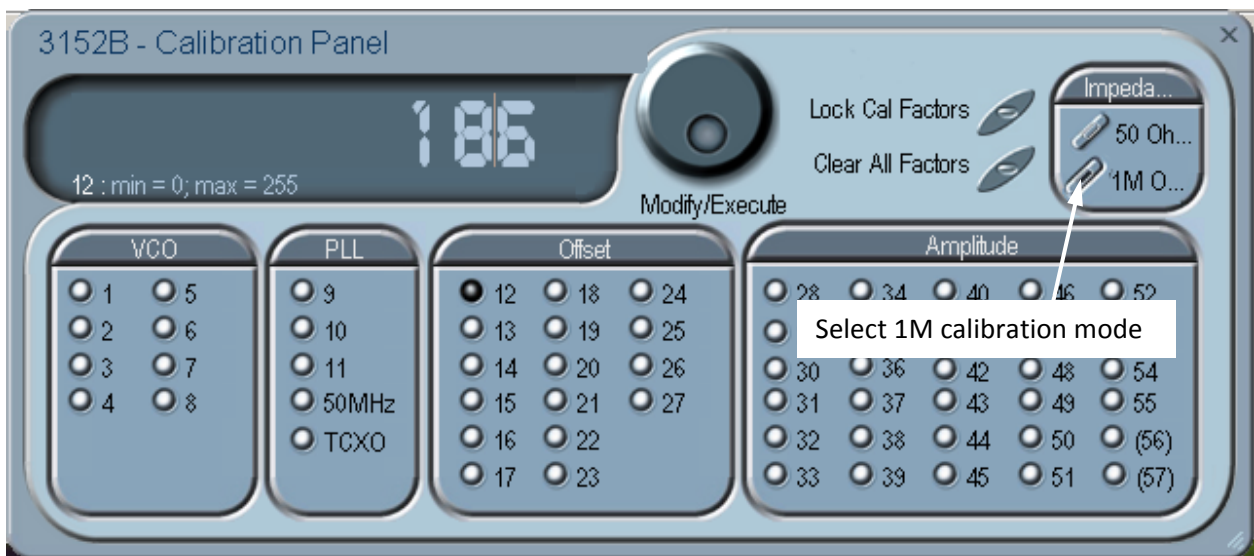 3152B - Calibration Panel
186
12 : min = 0; max = 255
Modify/Execute
Lock Cal Factors
Clear All Factors
Impeda...
50 Oh...
1M O...
Select 1M calibration mode
VCO
1 5
2 6
3 7
4 8
PLL
9
10
11
50MHz
TCXO
Offset
12 18 24
13 19 25
14 20 26
15 21 27
16 22
17 23
Amplitude
28 34 40 46 52
30 36 42 48 54
31 37 43 49 55
32 38 44 50 (56)
33 39 45 51 (57)